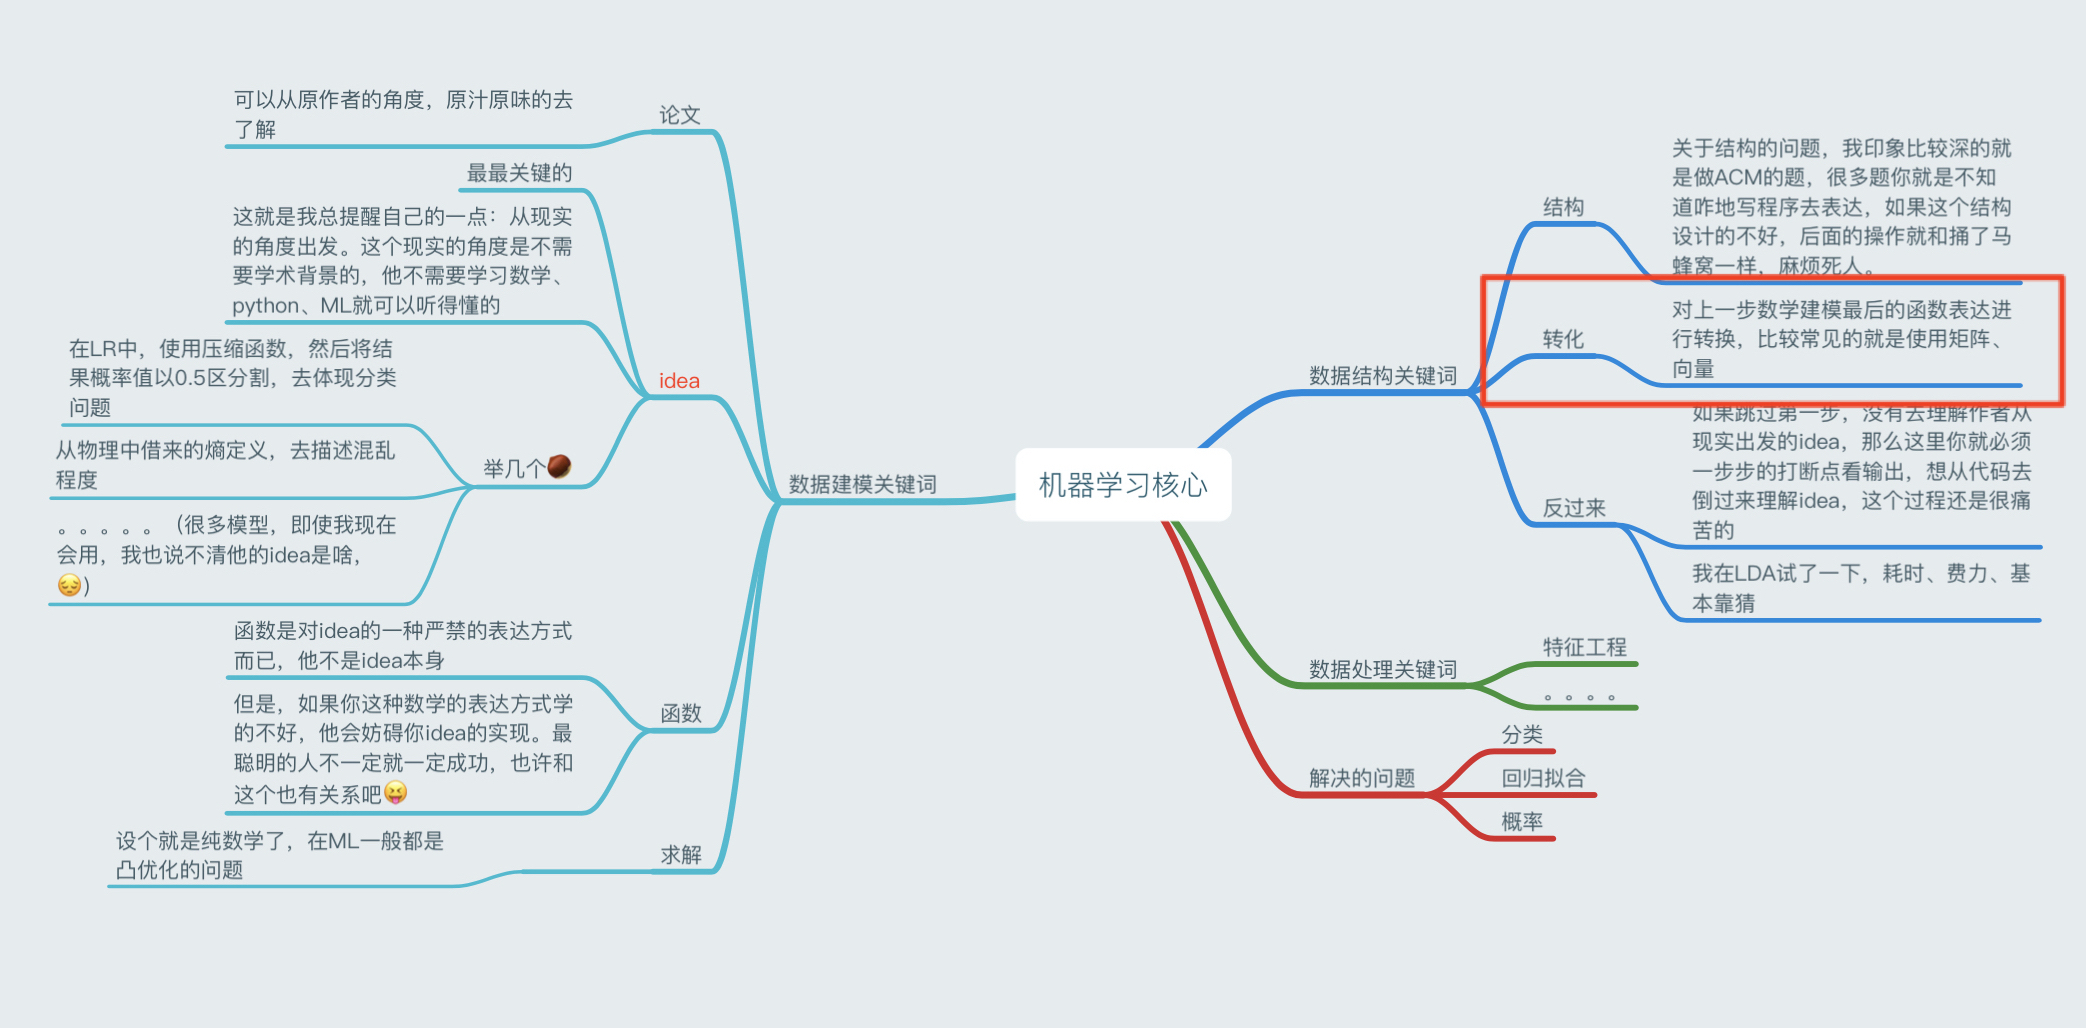 可以从原作者的角度，原汁原味的去
了解
论文
最最关键的
这就是我总提醒自己的一点：从现实
的角度出发。这个现实的角度是不需
要学术背景的，他不需要学习数学、
python、ML就可以听得懂的
idea
在LR中，使用压缩函数，然后将结
果概率值以0.5区分割，去体现分类
问题
从物理中借来的熵定义，去描述混乱
程度
。。。。。（很多模型，即使我现在
会用，我也说不清他的idea是啥，
😔）
举几个🌰
函数是对idea的一种严禁的表达方式
而已，他不是idea本身
但是，如果你这种数学的表达方式学
的不好，他会妨碍你idea的实现。最
聪明的人不一定就一定成功，也许和
这个也有关系吧😝
函数
设个就是纯数学了，在ML一般都是
凸优化的问题
求解
数据建模关键词
机器学习核心
数据结构关键词
结构
关于结构的问题，我印象比较深的就
是做ACM的题，很多题你就是不知
道咋地写程序去表达，如果这个结构
设计的不好，后面的操作就和捅了马
蜂窝一样，麻烦死人。
转化
对上一步数学建模最后的函数表达进
行转换，比较常见的就是使用矩阵、
向量
反过来
如果跳过第一步，没有去理解作者从
现实出发的idea，那么这里你就必须
一步步的打断点看输出，想从代码去
倒过来理解idea，这个过程还是很痛
苦的
我在LDA试了一下，耗时、费力、基
本靠猜
数据处理关键词
特征工程
。。。。
解决的问题
分类
回归拟合
概率